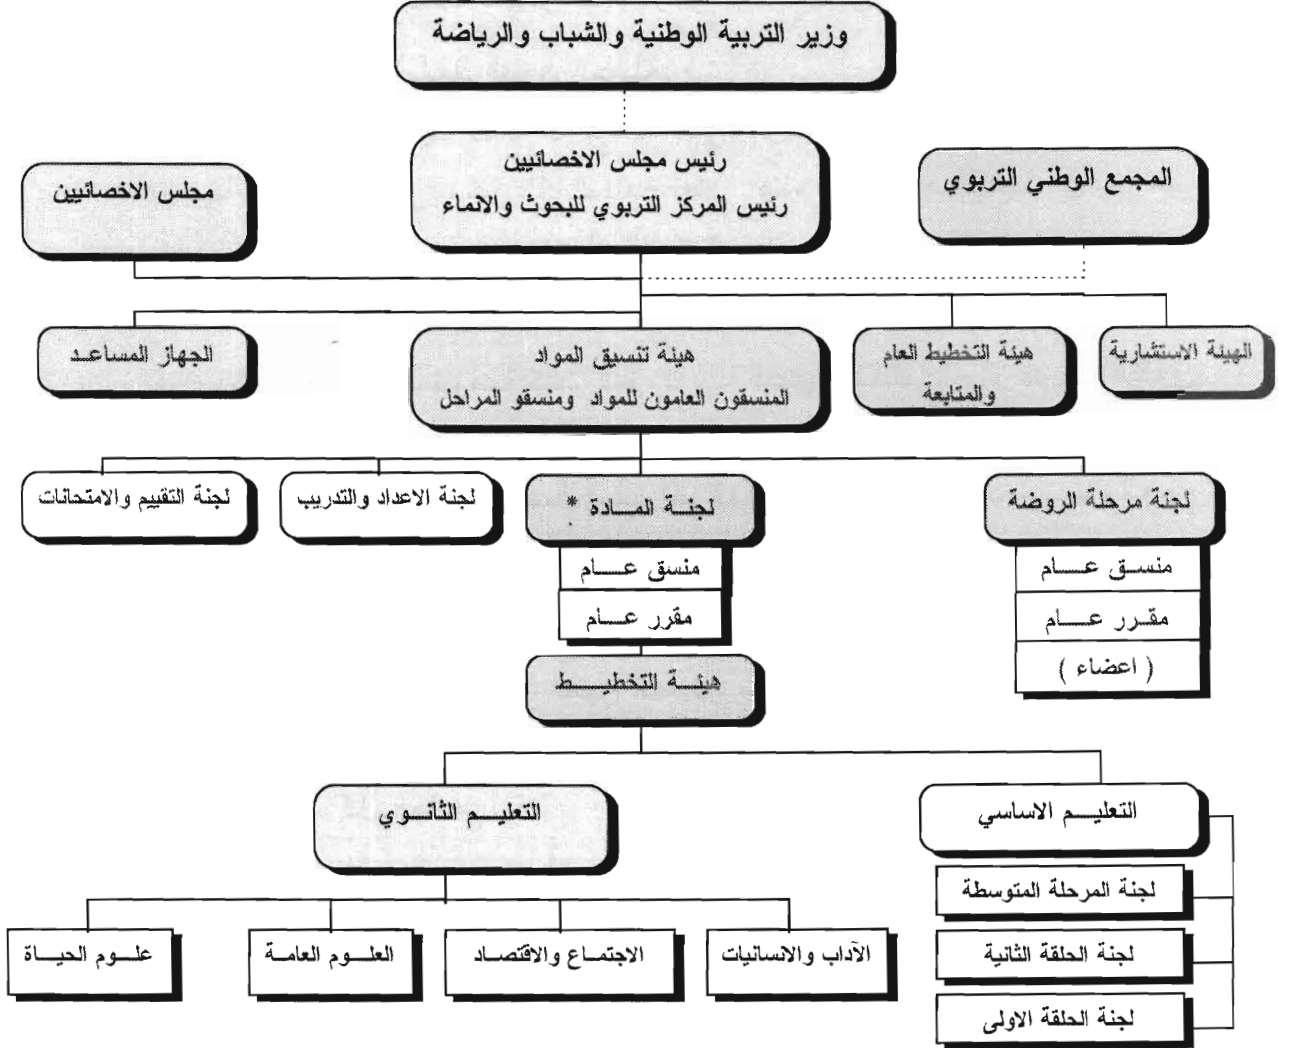 وزير التربية الوطنية والشباب والرياضة
رئيس مجلس الاخصائيين
رئيس المركز التربوي للبحوث والانماء
المجمع الوطني التربوي
مجلس الاخصائيين
الهيئة الاستشارية
هيئة التخطيط العام
والمتابعة
هيئة تنسيق المواد
المنسقون العامون للمواد ومنسقو المراحل
الجهاز المساعد
لجنة مرحلة الروضة
منسق عام
مقرر عام
( اعضاء )
لجنة المادة *
منسق عام
مقرر عام
لجنة الاعداد والتدريب
لجنة التقييم والامتحانات
هيئة التخطيط
التعليم الاساسي
لجنة المرحلة المتوسطة
لجنة الحلقة الثانية
لجنة الحلقة الاولى
التعليم الثانوي
الآداب والانسانيات
الاجتماع والاقتصاد
العلوم العامة
علوم الحياة